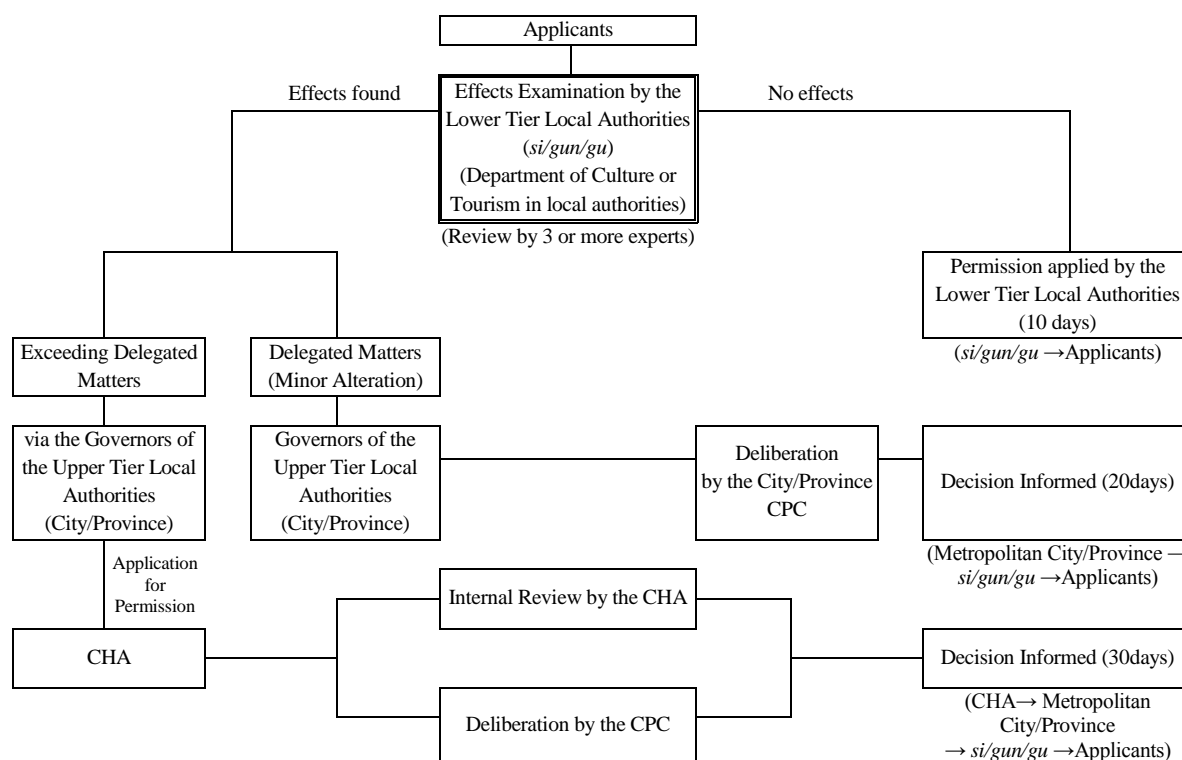 Applicants
Effects found
Effects Examination by the
Lower Tier Local Authorities
(si/gun/gu)
(Department of Culture or
Tourism in local authorities)
No effects
(Review by 3 or more experts)
Permission applied by the
Lower Tier Local Authorities
(10 days)
(si/gun/gu →Applicants)
Exceeding Delegated
Matters
Delegated Matters
(Minor Alteration)
via the Governors of
the Upper Tier Local
Authorities
(City/Province)
Governors of the
Upper Tier Local
Authorities
(City/Province)
Deliberation
by the City/Province
CPC
Decision Informed (20days)
(Metropolitan City/Province →
si/gun/gu →Applicants)
Application
for
Permission
Internal Review by the CHA
CHA
Decision Informed (30days)
Deliberation by the CPC
(CHA→ Metropolitan
City/Province
→ si/gun/gu →Applicants)